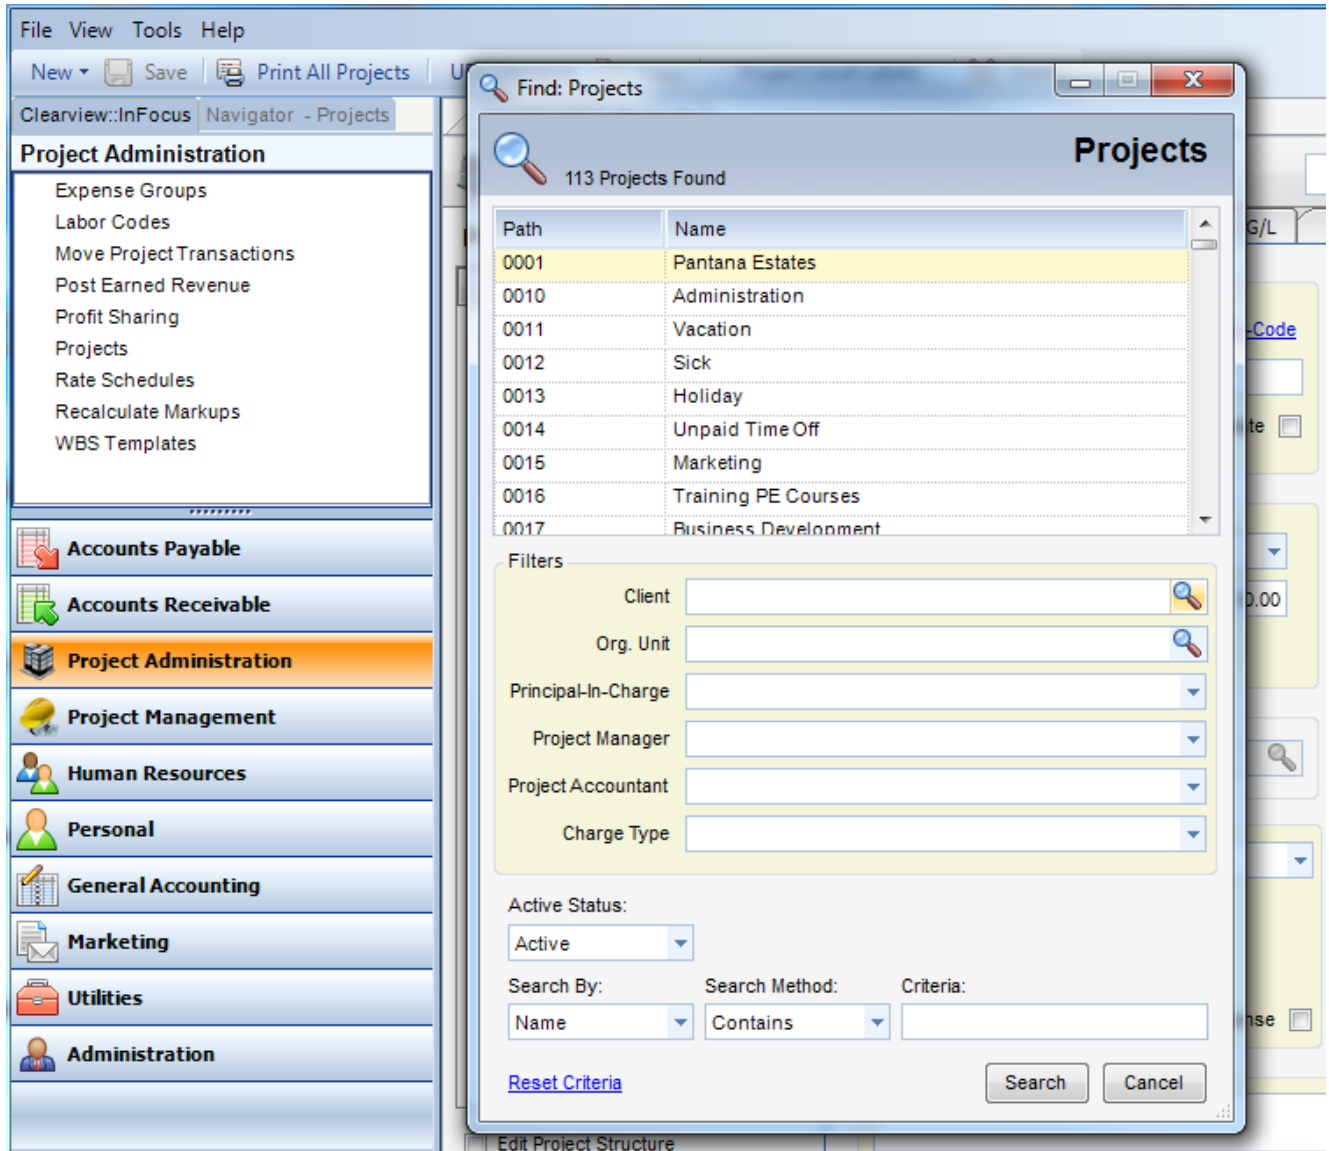 File View Tools Help
New Save Print All Projects
Clearview::InFocus Navigator - Projects
Project Administration
Expense Groups
Labor Codes
Move Project Transactions
Post Earned Revenue
Profit Sharing
Projects
Rate Schedules
Recalculate Markups
WBS Templates
Accounts Payable
Accounts Receivable
Project Administration
Project Management
Human Resources
Personal
General Accounting
Marketing
Utilities
Administration
Find: Projects
Projects
113 Projects Found
Path Name
0001 Pantana Estates
0010 Administration
0011 Vacation
0012 Sick
0013 Holiday
0014 Unpaid Time Off
0015 Marketing
0016 Training PE Courses
0017 Business Development
Filters
Client
Org. Unit
Principal-In-Charge
Project Manager
Project Accountant
Charge Type
Active Status:
Active
Search By: Search Method: Criteria:
Name Contains
Reset Criteria Search Cancel
G/L
-Code
te
0.00
nse
Edit Project Structure